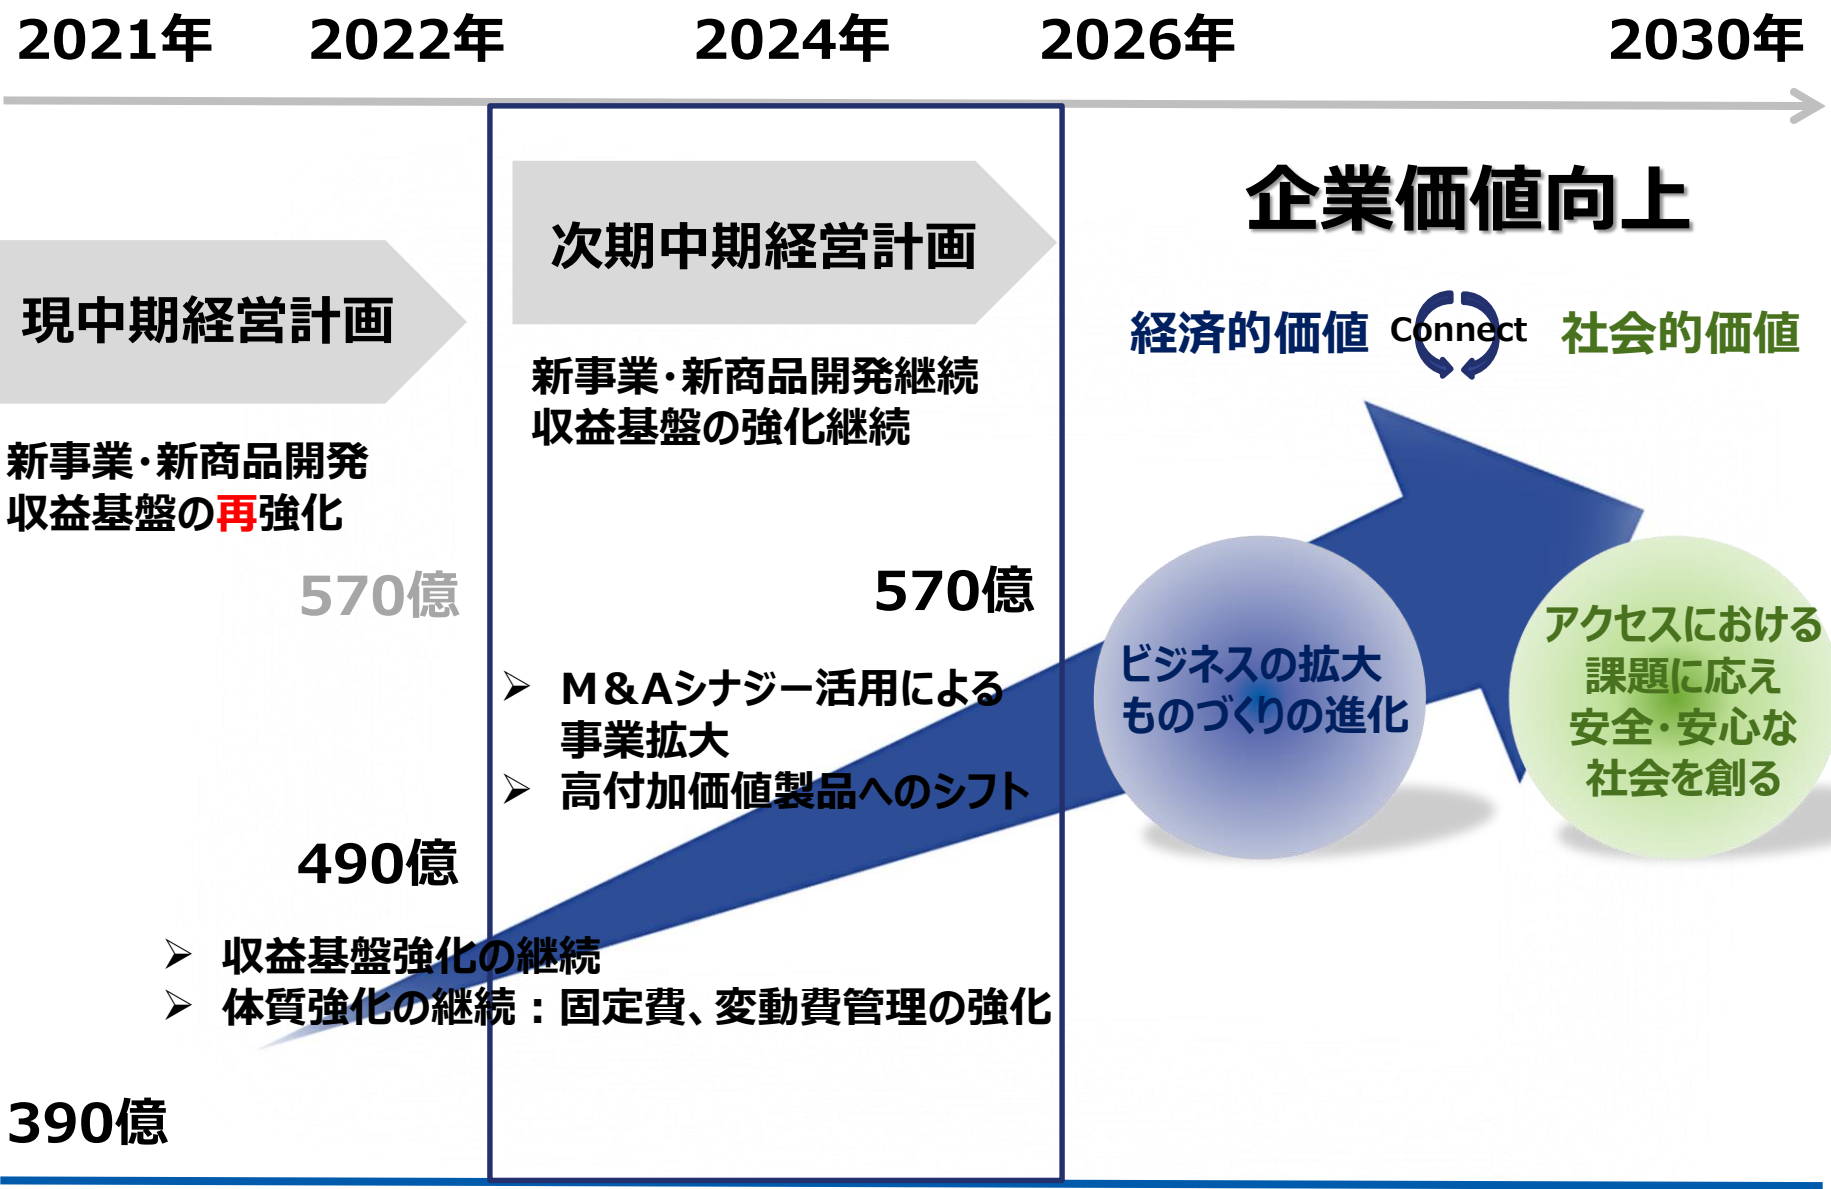 2021年 2022年 2024年 2026年 2030年
現中期経営計画
新事業･新商品開発
収益基盤の再強化
次期中期経営計画
新事業･新商品開発継続
収益基盤の強化継続
企業価値向上
経済的価値 Connect 社会的価値
570億
570億
➢ M&Aシナジー活用による
事業拡大
➢ 高付加価値製品へのシフト
ビジネスの拡大
ものづくりの進化
アクセスにおける
課題に応え
安全･安心な
社会を創る
490億
➢ 収益基盤強化の継続
➢ 体質強化の継続：固定費、変動費管理の強化
390億